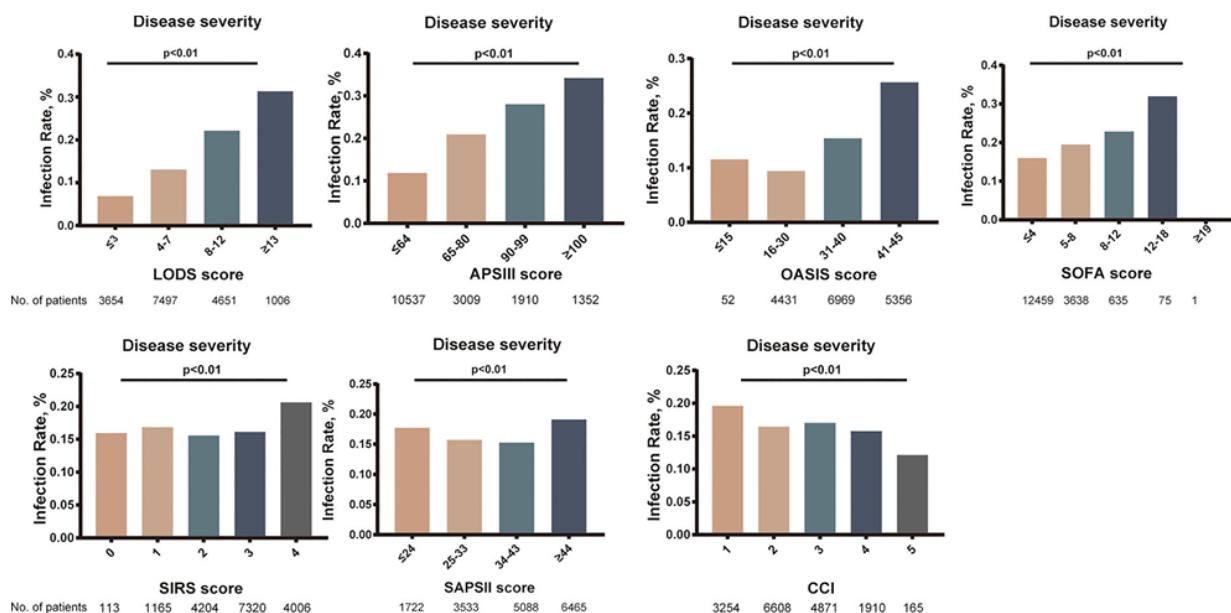 Disease severity
p<0.01
Infection Rate, %
0.4
0.3
0.2
0.1
0.0
≤3 4-7 8-12 ≥13
LODS score
No. of patients 3654 7497 4651 1006
Disease severity
p<0.01
Infection Rate, %
0.4
0.3
0.2
0.1
0.0
≤64 65-80 90-99 ≥100
APSIII score
10537 3009 1910 1352
Disease severity
p<0.01
Infection Rate, %
0.3
0.2
0.1
0.0
≤15 16-30 31-40 41-45
OASIS score
52 4431 6969 5356
Disease severity
p<0.01
Infection Rate, %
0.4
0.3
0.2
0.1
0.0
≤4 5-8 8-12 12-18 ≥19
SOFA score
12459 3638 635 75 1
Disease severity
p<0.01
Infection Rate, %
0.25
0.20
0.15
0.10
0.05
0.00
0 1 2 3 4
SIRS score
No. of patients 113 1165 4204 7320 4006
Disease severity
p<0.01
Infection Rate, %
0.25
0.20
0.15
0.10
0.05
0.00
≤24 25-33 34-43 ≥44
SAPSII score
1722 3533 5088 6465
Disease severity
p<0.01
Infection Rate, %
0.25
0.20
0.15
0.10
0.05
0.00
1 2 3 4 5
CCI
3254 6608 4871 1910 165